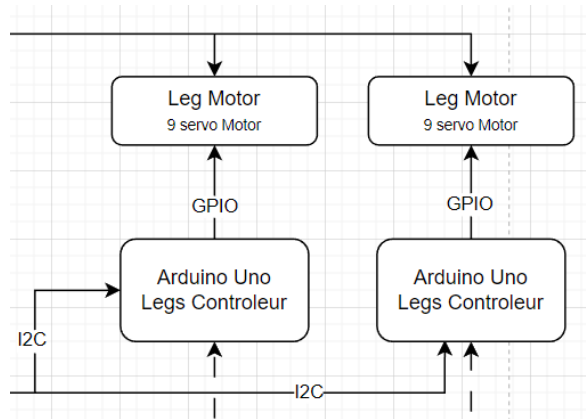 Leg Motor
9 servo Motor
Leg Motor
9 servo Motor
GPIO
GPIO
Arduino Uno
Legs Controleur
Arduino Uno
Legs Controleur
I2C
I2C